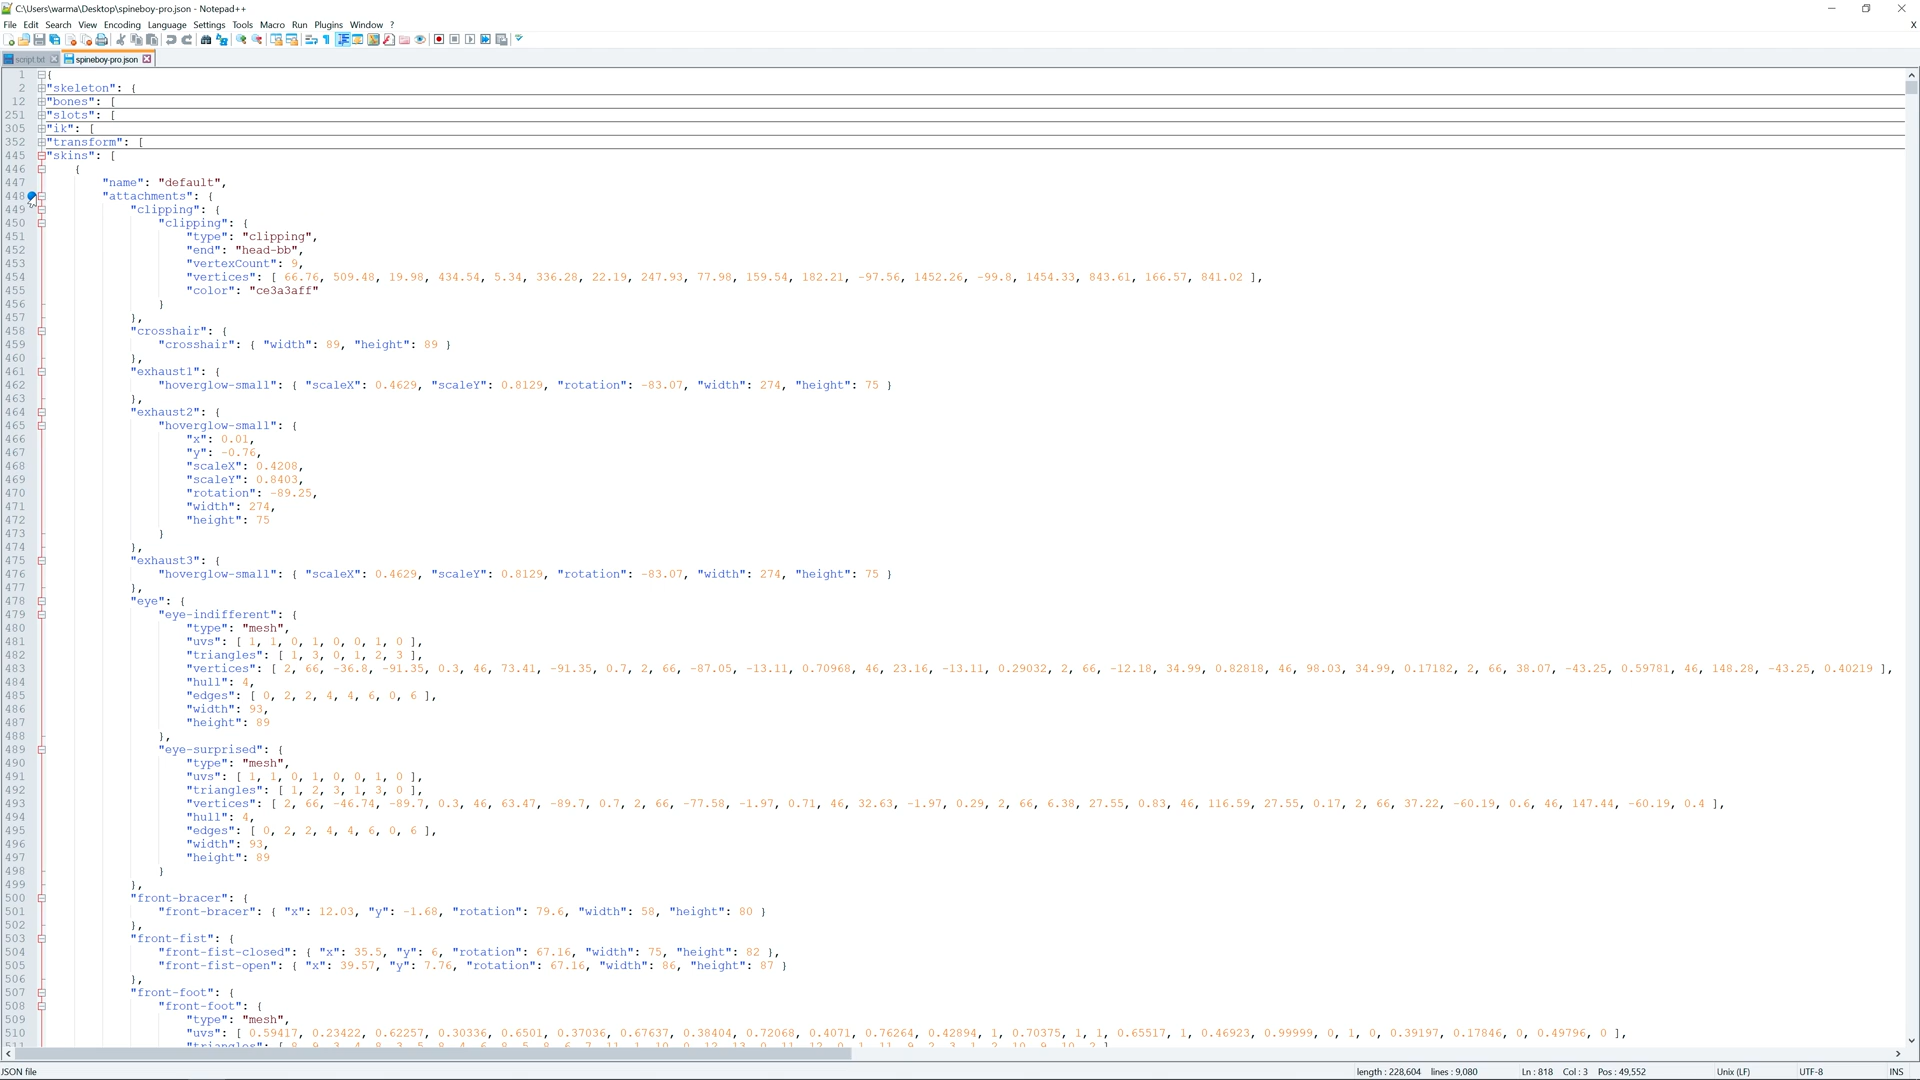 C:\Users\warma\Desktop\spineboy-pro.json - Notepad++
File Edit Search View Encoding Language Settings Tools Macro Run Plugins Window ?
X
script.txt spineboy-pro.json
1 {
2 "skeleton": {
12 "bones": [
251 "slots": [
305 "ik": [
352 "transform": [
445 "skins": [
446 {
447 "name": "default",
448 "attachments": {
449 "clipping": {
450 "clipping": {
451 "type": "clipping",
452 "end": "head-bb",
453 "vertexCount": 9,
454 "vertices": [ 66.76, 509.48, 19.98, 434.54, 5.34, 336.28, 22.19, 247.93, 77.98, 159.54, 182.21, -97.56, 1452.26, -99.8, 1454.33, 843.61, 166.57, 841.02 ],
455 "color": "ce3a3aff"
456 }
457 },
458 "crosshair": {
459 "crosshair": { "width": 89, "height": 89 }
460 },
461 "exhaust1": {
462 "hoverglow-small": { "scaleX": 0.4629, "scaleY": 0.8129, "rotation": -83.07, "width": 274, "height": 75 }
463 },
464 "exhaust2": {
465 "hoverglow-small": {
466 "x": 0.01,
467 "y": -0.76,
468 "scaleX": 0.4208,
469 "scaleY": 0.8403,
470 "rotation": -89.25,
471 "width": 274,
472 "height": 75
473 }
474 },
475 "exhaust3": {
476 "hoverglow-small": { "scaleX": 0.4629, "scaleY": 0.8129, "rotation": -83.07, "width": 274, "height": 75 }
477 },
478 "eye": {
479 "eye-indifferent": {
480 "type": "mesh",
481 "uvs": [ 1, 1, 0, 1, 0, 0, 1, 0 ],
482 "triangles": [ 1, 3, 0, 1, 2, 3 ],
483 "vertices": [ 2, 66, -36.8, -91.35, 0.3, 46, 73.41, -91.35, 0.7, 2, 66, -87.05, -13.11, 0.70968, 46, 23.16, -13.11, 0.29032, 2, 66, -12.18, 34.99, 0.82818, 46, 98.03, 34.99, 0.17182, 2, 66, 38.07, -43.25, 0.59781, 46, 148.28, -43.25, 0.40219 ],
484 "hull": 4,
485 "edges": [ 0, 2, 2, 4, 4, 6, 0, 6 ],
486 "width": 93,
487 "height": 89
488 },
489 "eye-surprised": {
490 "type": "mesh",
491 "uvs": [ 1, 1, 0, 1, 0, 0, 1, 0 ],
492 "triangles": [ 1, 2, 3, 1, 3, 0 ],
493 "vertices": [ 2, 66, -46.74, -89.7, 0.3, 46, 63.47, -89.7, 0.7, 2, 66, -77.58, -1.97, 0.71, 46, 32.63, -1.97, 0.29, 2, 66, 6.38, 27.55, 0.83, 46, 116.59, 27.55, 0.17, 2, 66, 37.22, -60.19, 0.6, 46, 147.44, -60.19, 0.4 ],
494 "hull": 4,
495 "edges": [ 0, 2, 2, 4, 4, 6, 0, 6 ],
496 "width": 93,
497 "height": 89
498 }
499 },
500 "front-bracer": {
501 "front-bracer": { "x": 12.03, "y": -1.68, "rotation": 79.6, "width": 58, "height": 80 }
502 },
503 "front-fist": {
504 "front-fist-closed": { "x": 35.5, "y": 6, "rotation": 67.16, "width": 75, "height": 82 },
505 "front-fist-open": { "x": 39.57, "y": 7.76, "rotation": 67.16, "width": 86, "height": 87 }
506 },
507 "front-foot": {
508 "front-foot": {
509 "type": "mesh",
510 "uvs": [ 0.59417, 0.23422, 0.62257, 0.30336, 0.6501, 0.37036, 0.67637, 0.38404, 0.72068, 0.4071, 0.76264, 0.42894, 1, 0.70375, 1, 1, 0.65517, 1, 0.46923, 0.99999, 0, 1, 0, 0.39197, 0.17846, 0, 0.49796, 0 ],
JSON file length : 228,604 lines : 9,080 Ln : 818 Col : 3 Pos : 49,552 Unix (LF) UTF-8 INS